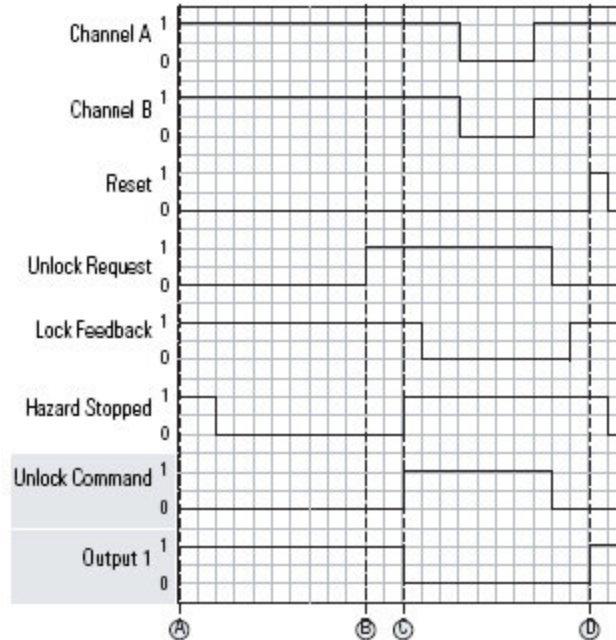 Channel A 1
0
Channel B 1
0
Reset 1
0
Unlock Request 1
0
Lock Feedback 1
0
Hazard Stopped 1
0
Unlock Command 1
0
Output 1 1
0
A B C D